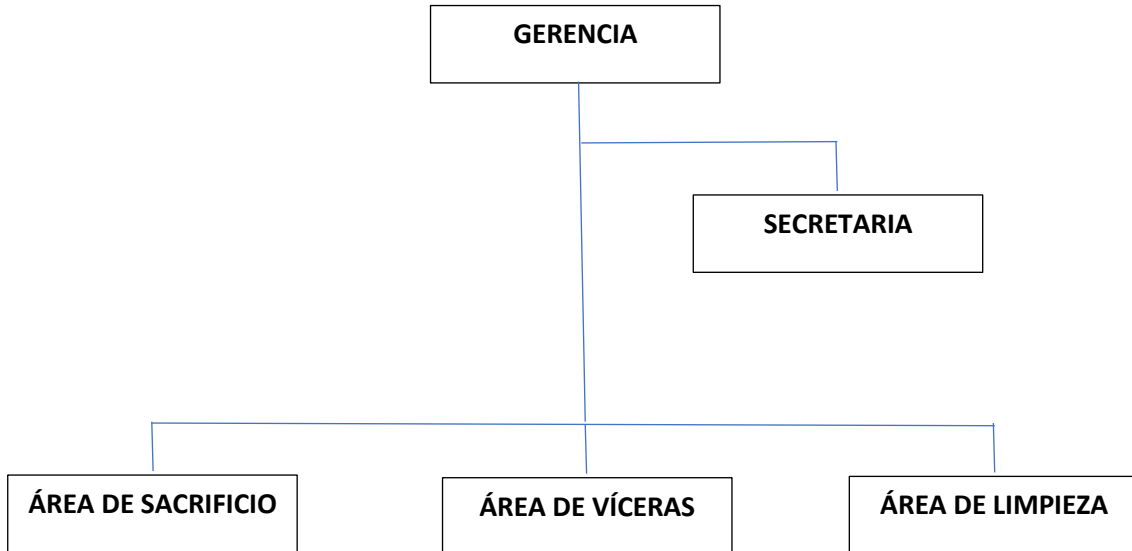 GERENCIA
SECRETARIA
ÁREA DE SACRIFICIO
ÁREA DE VÍCERAS
ÁREA DE LIMPIEZA